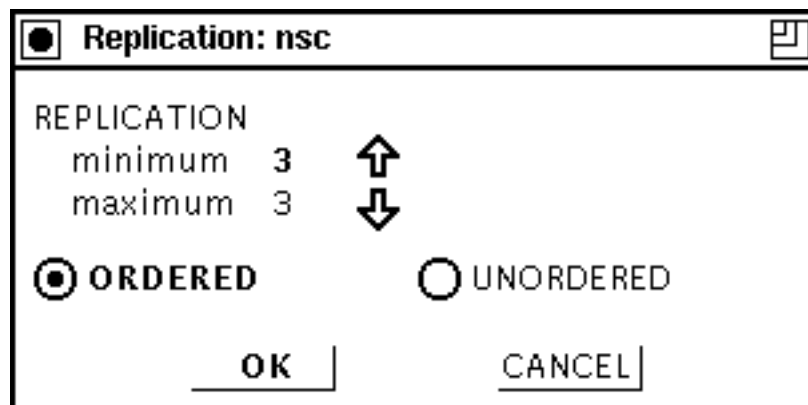 Replication: nsc
REPLICATION
minimum 3
maximum 3
ORDERED UNORDERED
OK CANCEL